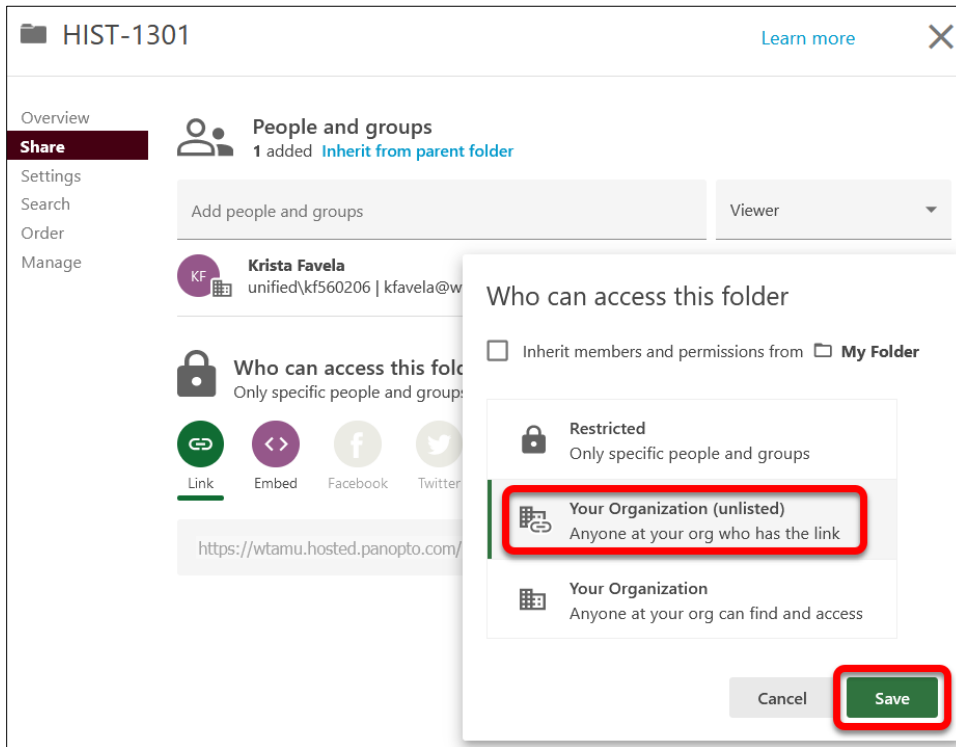 HIST-1301
Learn more
Overview
Share
Settings
Search
Order
Manage
People and groups
1 added Inherit from parent folder
Add people and groups
Viewer
KF
Krista Favela
unified\kf560206 | kfavela@w
Who can access this fold
Only specific people and groups
Link
Embed
Facebook
Twitter
https://wtamu.hosted.panopto.com/
Who can access this folder
Inherit members and permissions from My Folder
Restricted
Only specific people and groups
Your Organization (unlisted)
Anyone at your org who has the link
Your Organization
Anyone at your org can find and access
Cancel
Save